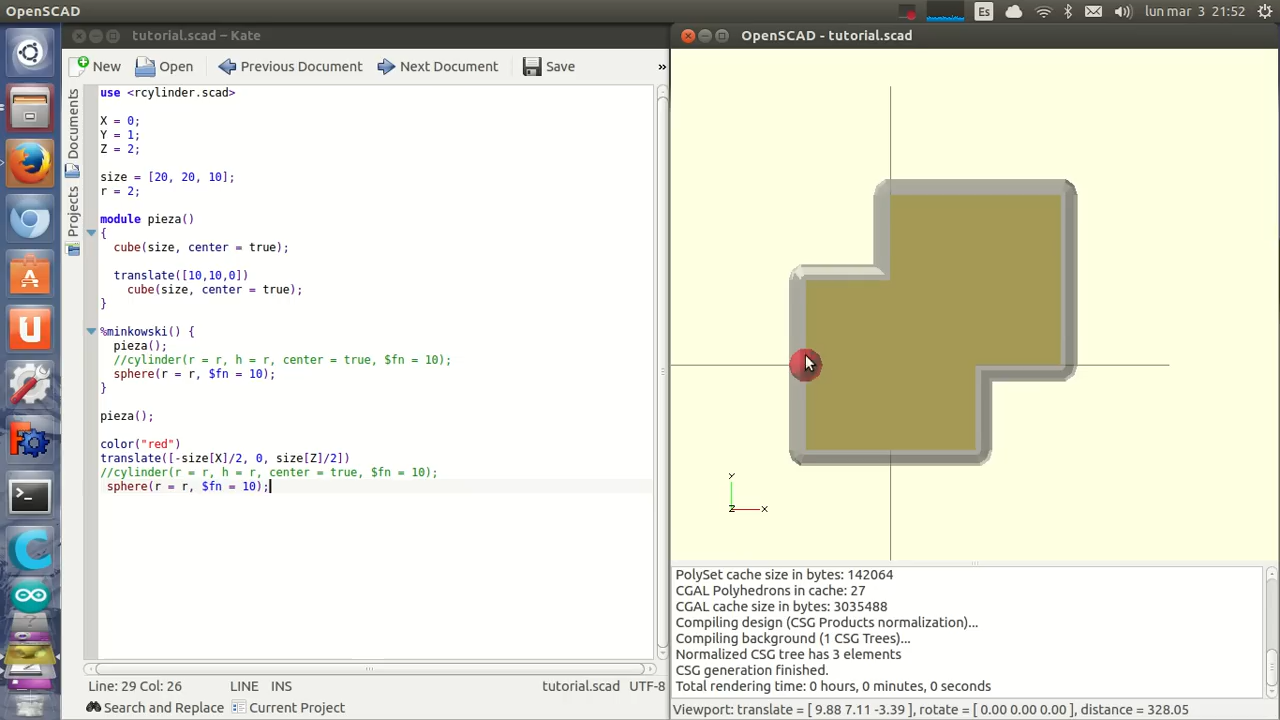 OpenSCAD
Es
lun mar 3 21:52
tutorial.scad – Kate
New
Open
Previous Document
Next Document
Save
»
Documents
Projects
use <rcylinder.scad>
X = 0;
Y = 1;
Z = 2;
size = [20, 20, 10];
r = 2;
module pieza()
{
cube(size, center = true);
translate([10,10,0])
cube(size, center = true);
}
%minkowski() {
pieza();
//cylinder(r = r, h = r, center = true, $fn = 10);
sphere(r = r, $fn = 10);
}
pieza();
color("red")
translate([-size[X]/2, 0, size[Z]/2])
//cylinder(r = r, h = r, center = true, $fn = 10);
sphere(r = r, $fn = 10);
Line: 29 Col: 26
LINE
INS
tutorial.scad
UTF-8
Search and Replace
Current Project
OpenSCAD - tutorial.scad
Y
Z
X
PolySet cache size in bytes: 142064
CGAL Polyhedrons in cache: 27
CGAL cache size in bytes: 3035488
Compiling design (CSG Products normalization)...
Compiling background (1 CSG Trees)...
Normalized CSG tree has 3 elements
CSG generation finished.
Total rendering time: 0 hours, 0 minutes, 0 seconds
Viewport: translate = [ 9.88 7.11 -3.39 ], rotate = [ 0.00 0.00 0.00 ], distance = 328.05